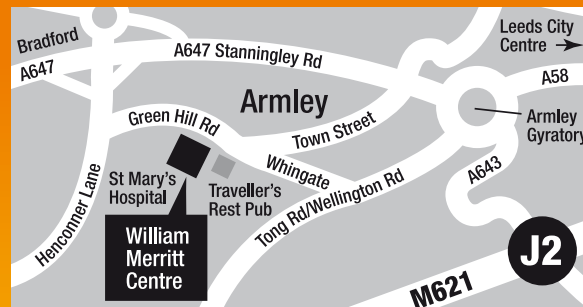 Bradford
A647
A647 Stanningley Rd
Leeds City
Centre →
A58
Armley
Armley
Gyratory
Green Hill Rd
Town Street
Whingate
Tong Rd/Wellington Rd
A643
Henconner Lane
St Mary's
Hospital
Traveller's
Rest Pub
William
Merritt
Centre
J2
M621